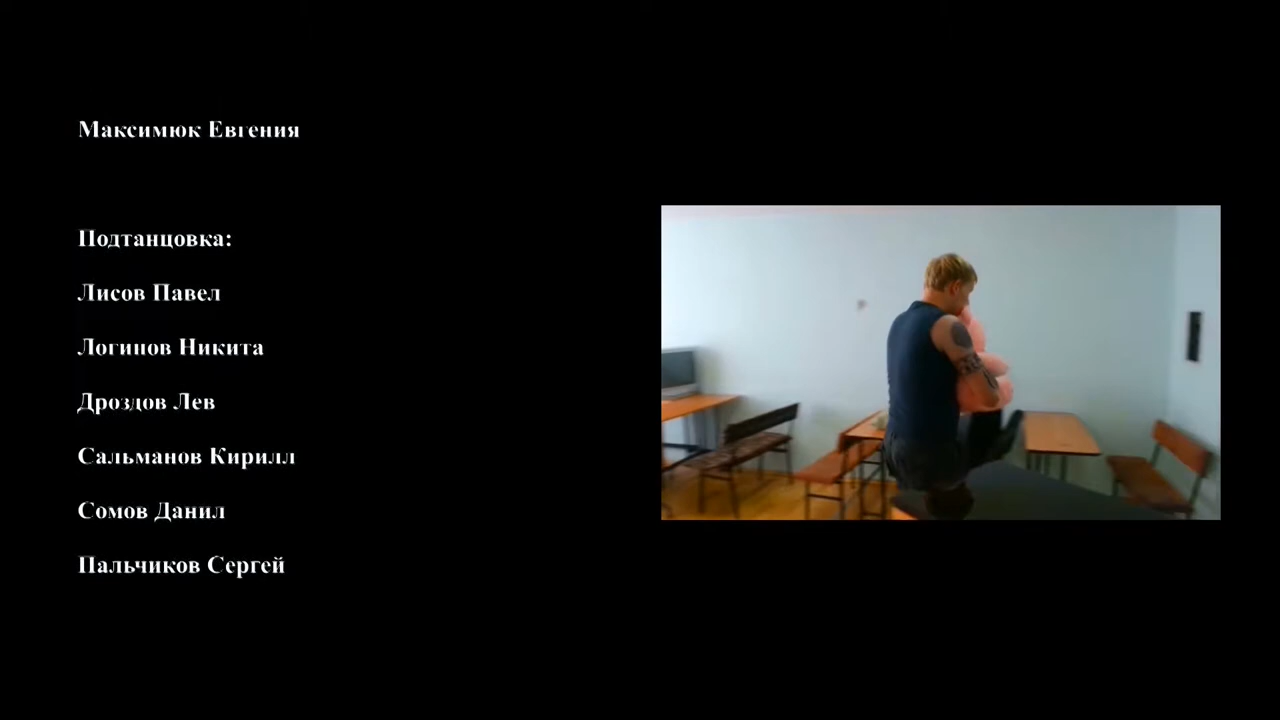 Максимюк Евгения
Подтанцовка:
Лисов Павел
Логинов Никита
Дроздов Лев
Сальманов Кирилл
Сомов Данил
Пальчиков Сергей